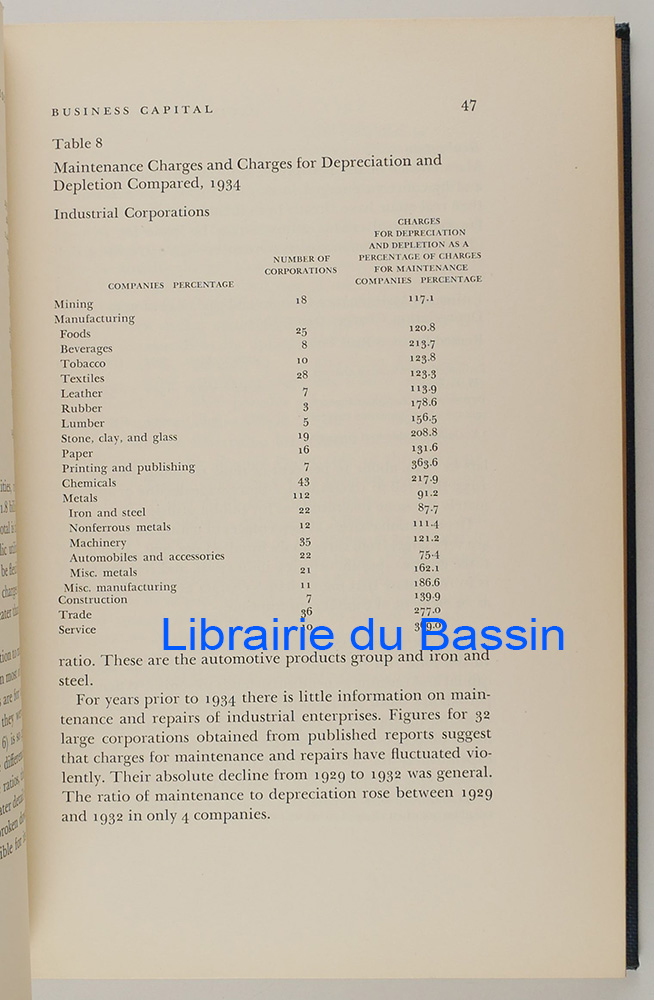 BUSINESS CAPITAL 47
Table 8
Maintenance Charges and Charges for Depreciation and
Depletion Compared, 1934
Industrial Corporations
CHARGES
FOR DEPRECIATION
AND DEPLETION AS A
NUMBER OF PERCENTAGE OF CHARGES
CORPORATIONS FOR MAINTENANCE
COMPANIES PERCENTAGE COMPANIES PERCENTAGE
Mining 18 117.1
Manufacturing
Foods 25 120.8
Beverages 8 213.7
Tobacco 10 123.8
Textiles 28 123.3
Leather 7 113.9
Rubber 3 178.6
Lumber 5 156.5
Stone, clay, and glass 19 208.8
Paper 16 131.6
Printing and publishing 7 363.6
Chemicals 43 217.9
Metals 112 91.2
Iron and steel 22 87.7
Nonferrous metals 12 111.4
Machinery 35 121.2
Automobiles and accessories 22 75.4
Misc. metals 21 162.1
Misc. manufacturing 11 186.6
Construction 7 139.9
Trade 36 277.0
Service
Librairie du Bassin
ratio. These are the automotive products group and iron and
steel.
For years prior to 1934 there is little information on main-
tenance and repairs of industrial enterprises. Figures for 32
large corporations obtained from published reports suggest
that charges for maintenance and repairs have fluctuated vio-
lently. Their absolute decline from 1929 to 1932 was general.
The ratio of maintenance to depreciation rose between 1929
and 1932 in only 4 companies.